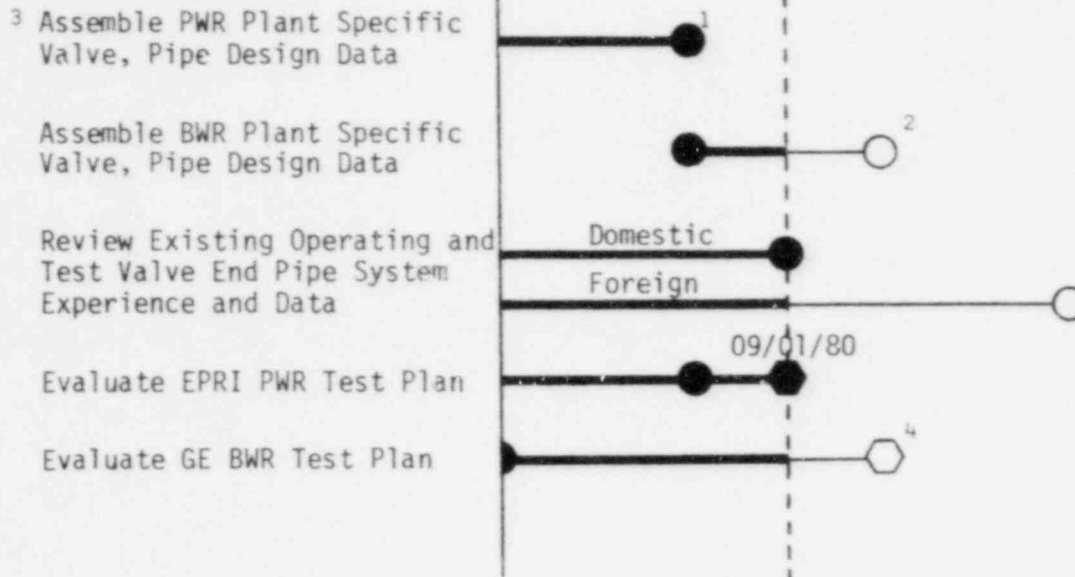 3 Assemble PWR Plant Specific 1
Valve, Pipe Design Data
Assemble BWR Plant Specific 2
Valve, Pipe Design Data
Review Existing Operating and Domestic
Test Valve End Pipe System
Experience and Data Foreign
09/01/80
Evaluate EPRI PWR Test Plan
Evaluate GE BWR Test Plan 4